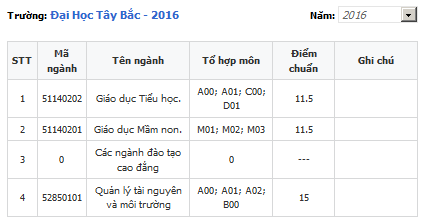 Trường: Đại Học Tây Bắc - 2016 Năm: 2016
STT Mã ngành Tên ngành Tổ hợp môn Điểm chuẩn Ghi chú
1 51140202 Giáo dục Tiểu học. A00; A01; C00; D01 11.5
2 51140201 Giáo dục Mầm non. M01; M02; M03 11.5
3 0 Các ngành đào tạo cao đẳng 0 ---
4 52850101 Quản lý tài nguyên và môi trường A00; A01; A02; B00 15